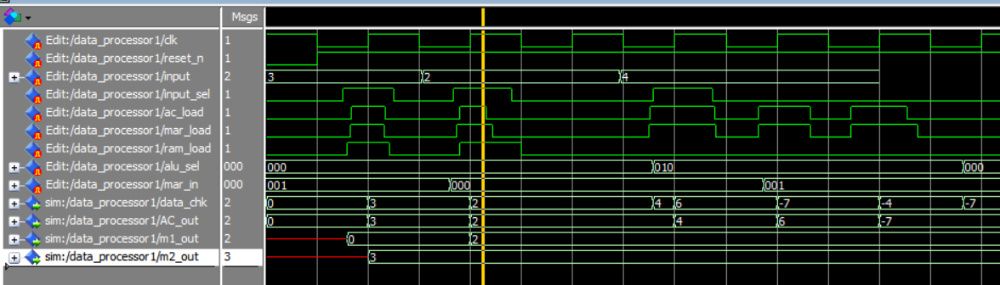 Msgs
Edit:/data_processor1/clk 1
Edit:/data_processor1/reset_n 1
Edit:/data_processor1/input 2 3 2 4
Edit:/data_processor1/input_sel 1
Edit:/data_processor1/ac_load 1
Edit:/data_processor1/mar_load 1
Edit:/data_processor1/ram_load 1
Edit:/data_processor1/alu_sel 000 000 010 000
Edit:/data_processor1/mar_in 000 001 000 001
sim:/data_processor1/data_chk 2 0 3 2 4 6 -7 -4 -7
sim:/data_processor1/AC_out 2 0 3 2 4 6 -7
sim:/data_processor1/m1_out 2 0 2
sim:/data_processor1/m2_out 3 3